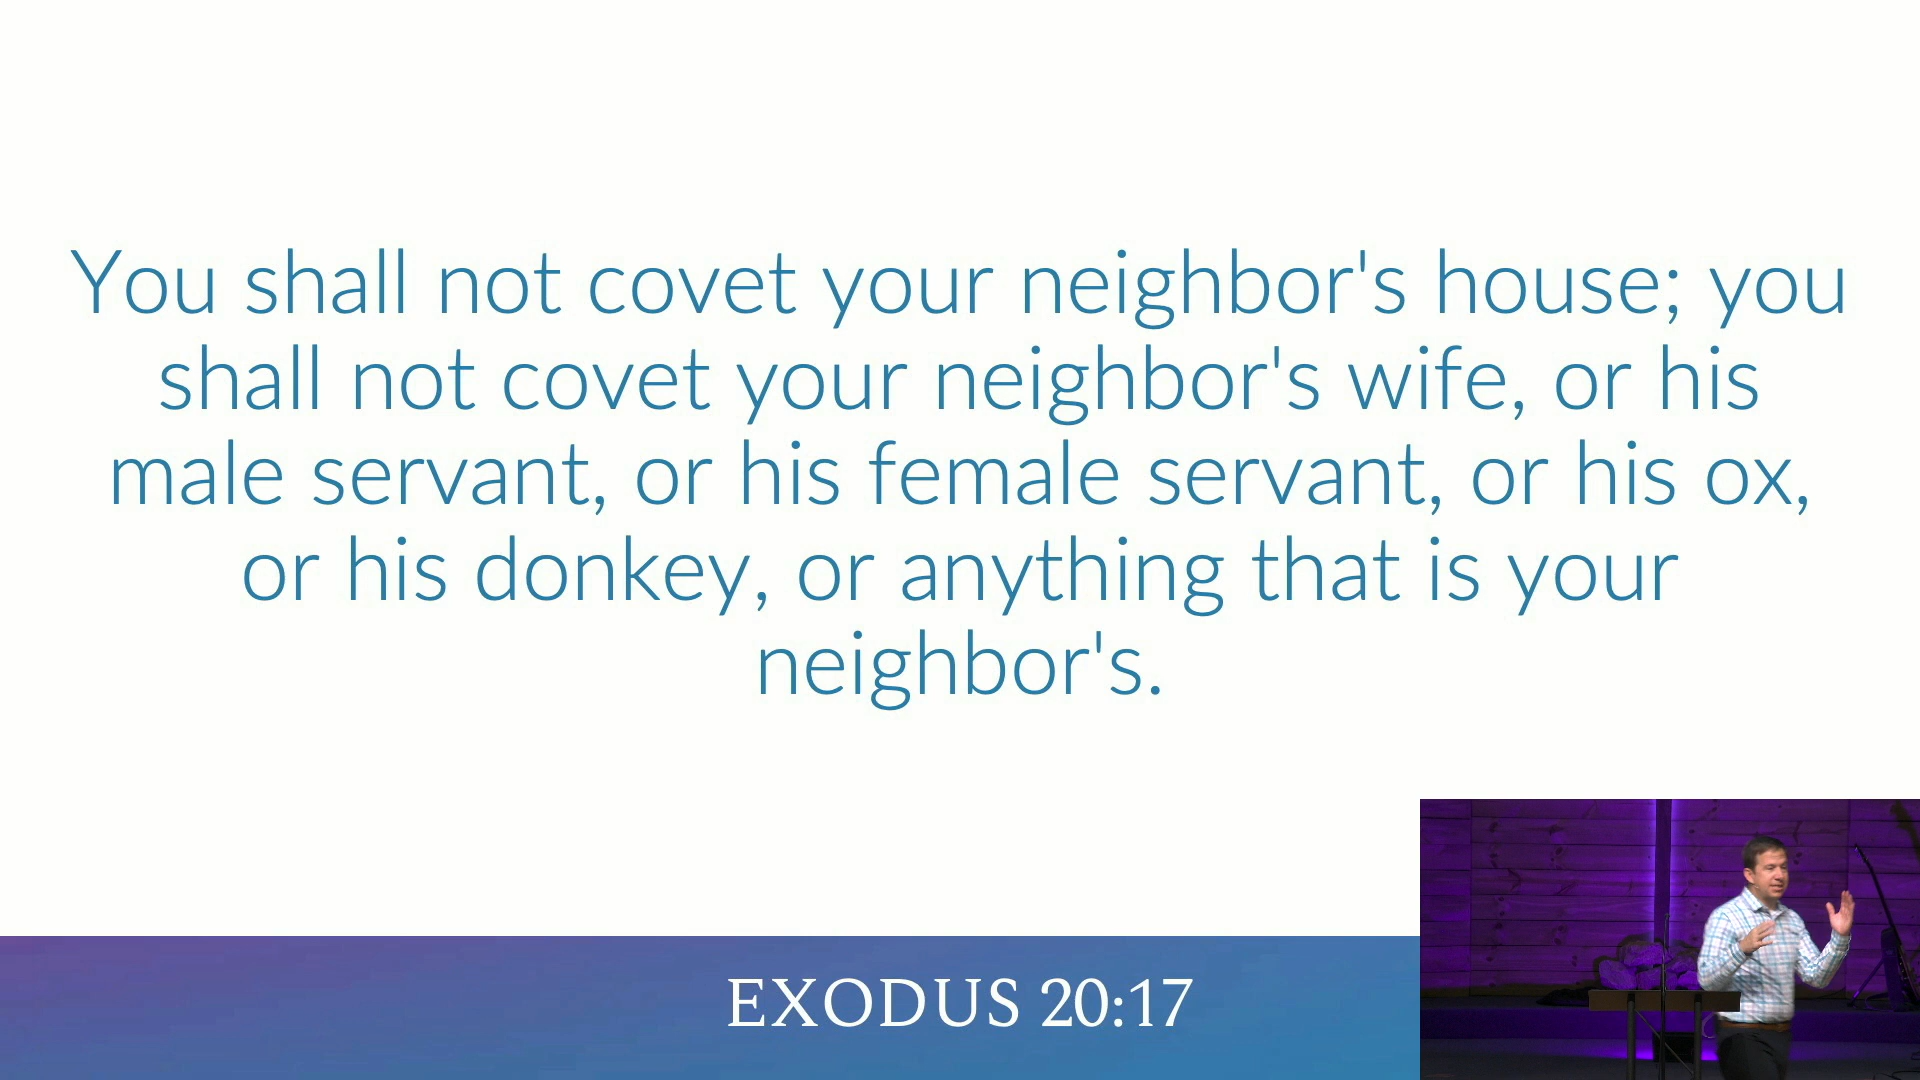 You shall not covet your neighbor's house; you
shall not covet your neighbor's wife, or his
male servant, or his female servant, or his ox,
or his donkey, or anything that is your
neighbor's.
EXODUS 20:17